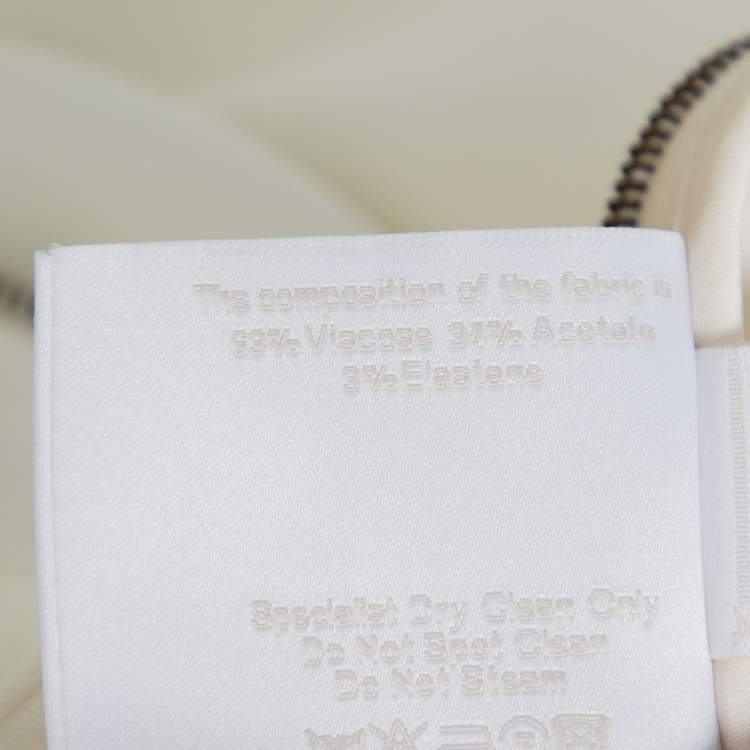 The composition of the fabric is
63% Viscose 34% Acetate
3% Elastane
Specialist Dry Clean Only
Do Not Spot Clean
Do Not Steam